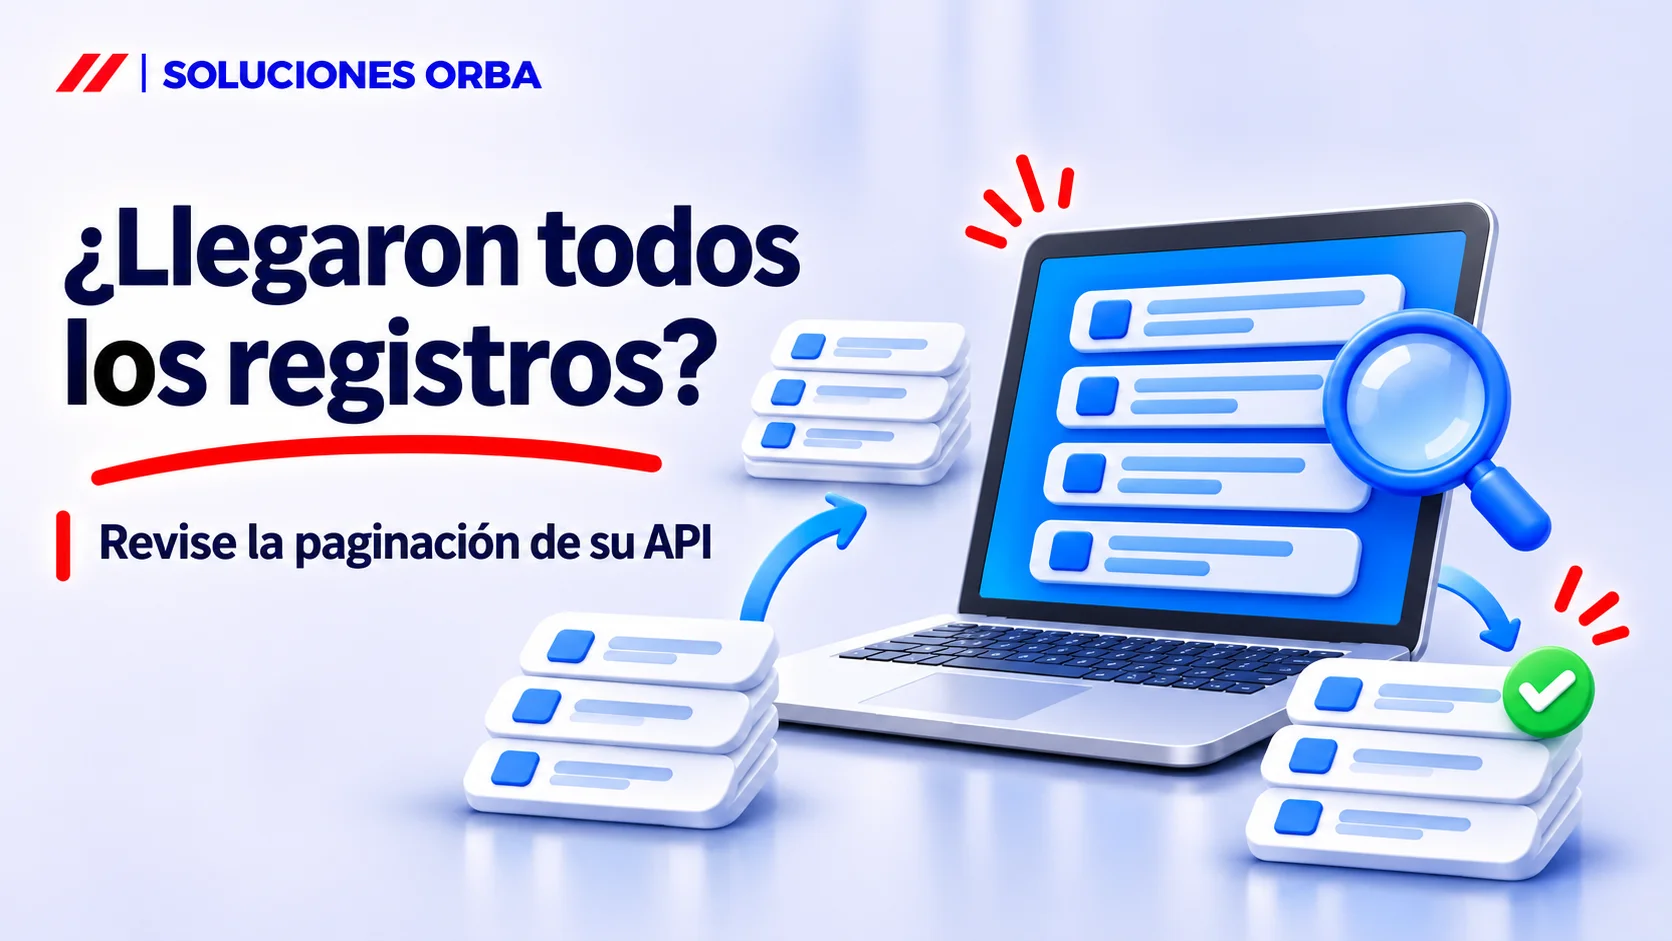 SOLUCIONES ORBA
¿Llegaron todos
los registros?
Revise la paginación de su API